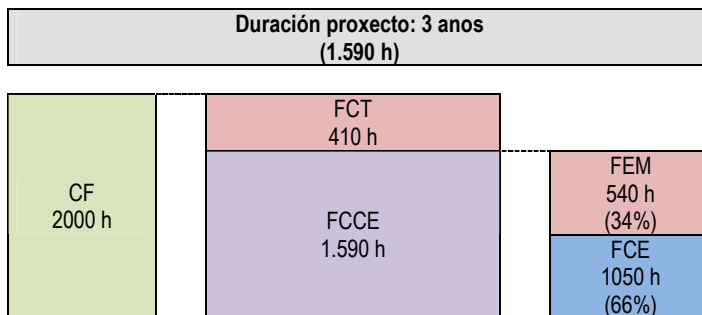 Duración proxecto: 3 anos
(1.590 h)
CF
2000 h
FCT
410 h
FCCE
1.590 h
FEM
540 h
(34%)
FCE
1050 h
(66%)